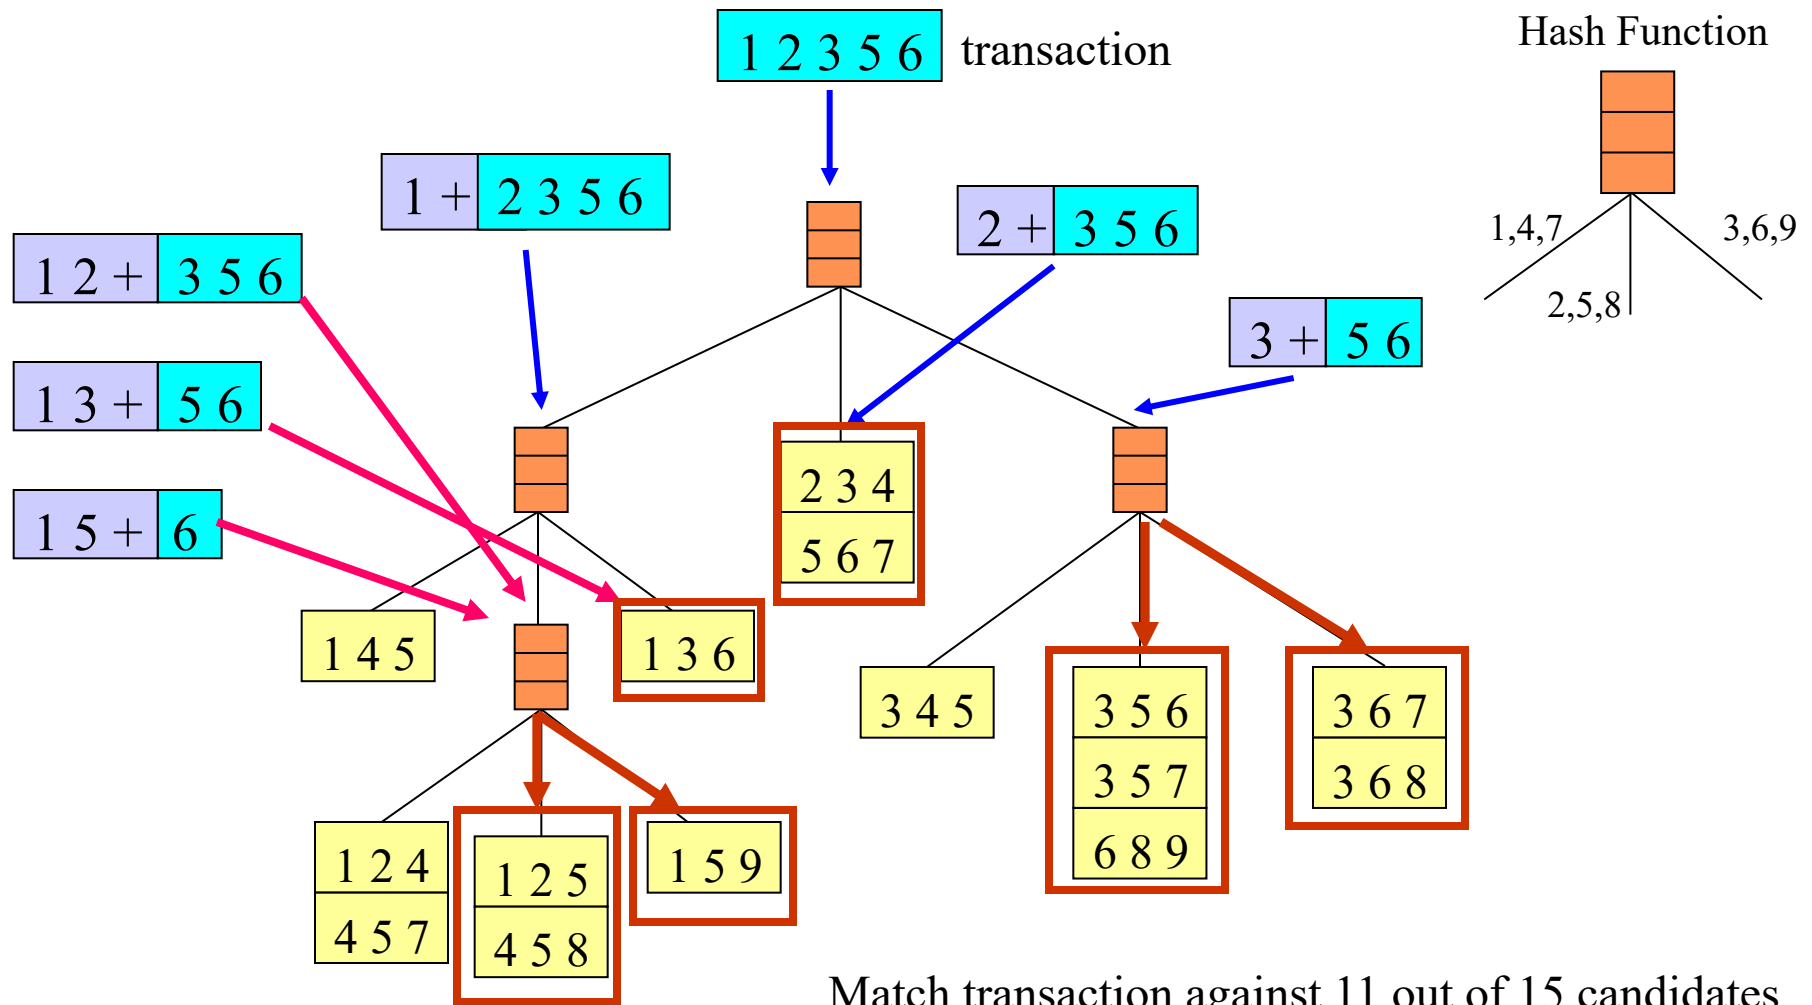 1 2 3 5 6 transaction
Hash Function
1,4,7
3,6,9
2,5,8
1 + 2 3 5 6
2 + 3 5 6
1 2 + 3 5 6
3 + 5 6
1 3 + 5 6
1 5 + 6
2 3 4
5 6 7
1 4 5
1 3 6
3 4 5
3 5 6
3 5 7
6 8 9
3 6 7
3 6 8
1 2 4
4 5 7
1 2 5
4 5 8
1 5 9
Match transaction against 11 out of 15 candidates